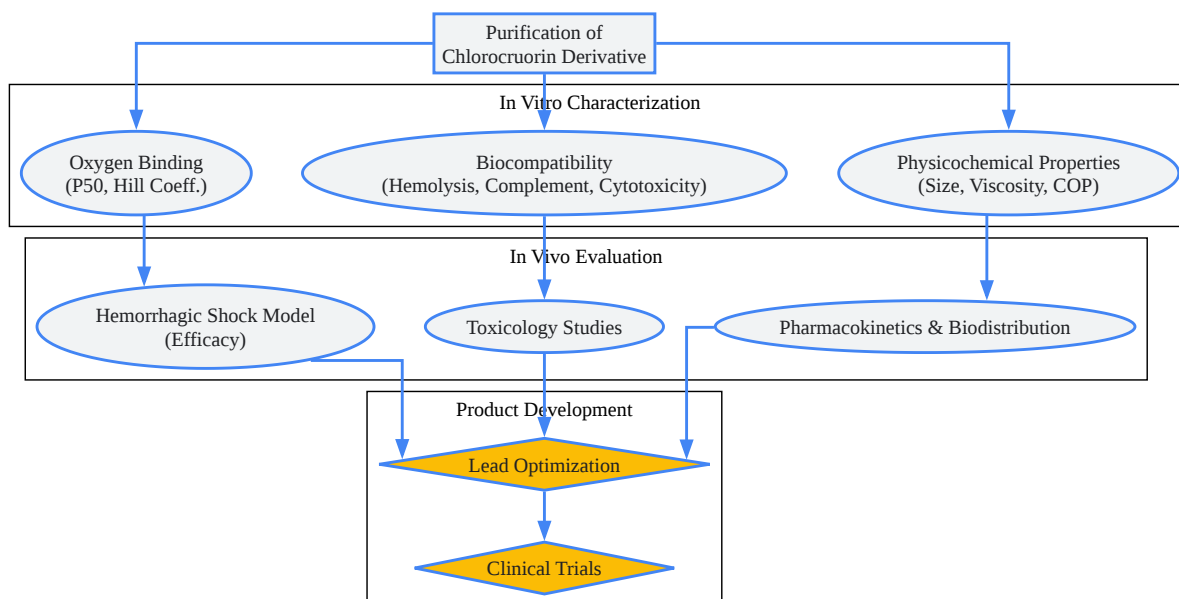 Purification of
Chlorocruorin Derivative
In Vitro Characterization
Oxygen Binding
(P50, Hill Coeff.)
Biocompatibility
(Hemolysis, Complement, Cytotoxicity)
Physicochemical Properties
(Size, Viscosity, COP)
In Vivo Evaluation
Hemorrhagic Shock Model
(Efficacy)
Toxicology Studies
Pharmacokinetics & Biodistribution
Product Development
Lead Optimization
Clinical Trials